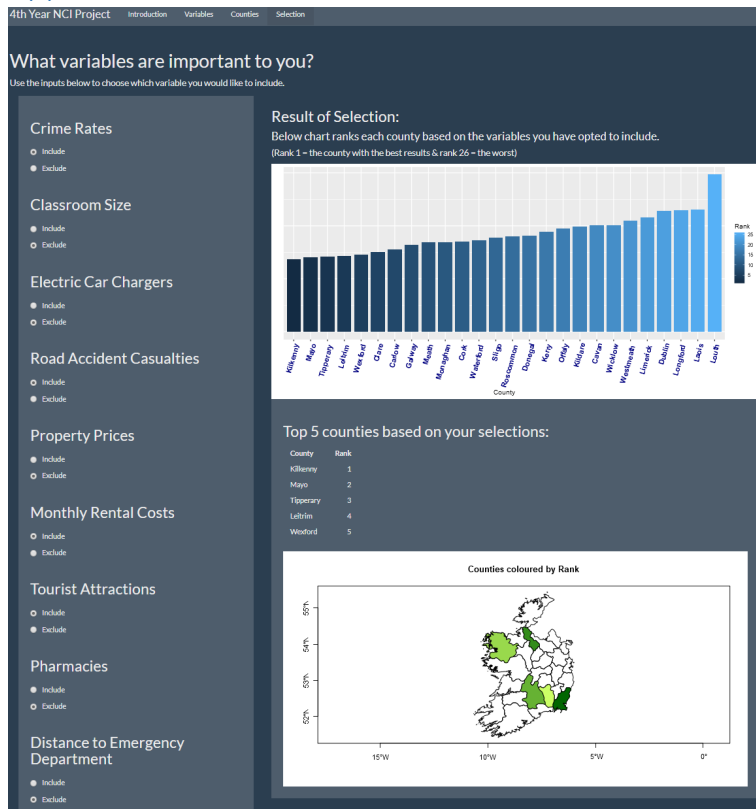 4th Year NCI Project Introduction Variables Counties Selection
What variables are important to you?
Use the inputs below to choose which variable you would like to include.
Crime Rates
Include
Exclude
Classroom Size
Include
Exclude
Electric Car Chargers
Include
Exclude
Road Accident Casualties
Include
Exclude
Property Prices
Include
Exclude
Monthly Rental Costs
Include
Exclude
Tourist Attractions
Include
Exclude
Pharmacies
Include
Exclude
Distance to Emergency
Department
Include
Exclude
Result of Selection:
Below chart ranks each county based on the variables you have opted to include.
(Rank 1 = the county with the best results & rank 26 = the worst)
Rank
25
20
15
10
5
Kilkenny
Mayo
Tipperary
Leitrim
Wexford
Clare
Carlow
Galway
Meath
Monaghan
Cork
Waterford
Sligo
Roscommon
Donegal
Kerry
Offaly
Kildare
Cavan
Wicklow
Westmeath
Limerick
Dublin
Longford
Laois
Louth
County
Top 5 counties based on your selections:
County Rank
Kilkenny 1
Mayo 2
Tipperary 3
Leitrim 4
Wexford 5
Counties coloured by Rank
55°N
54°N
53°N
52°N
15°W 10°W 5°W 0°